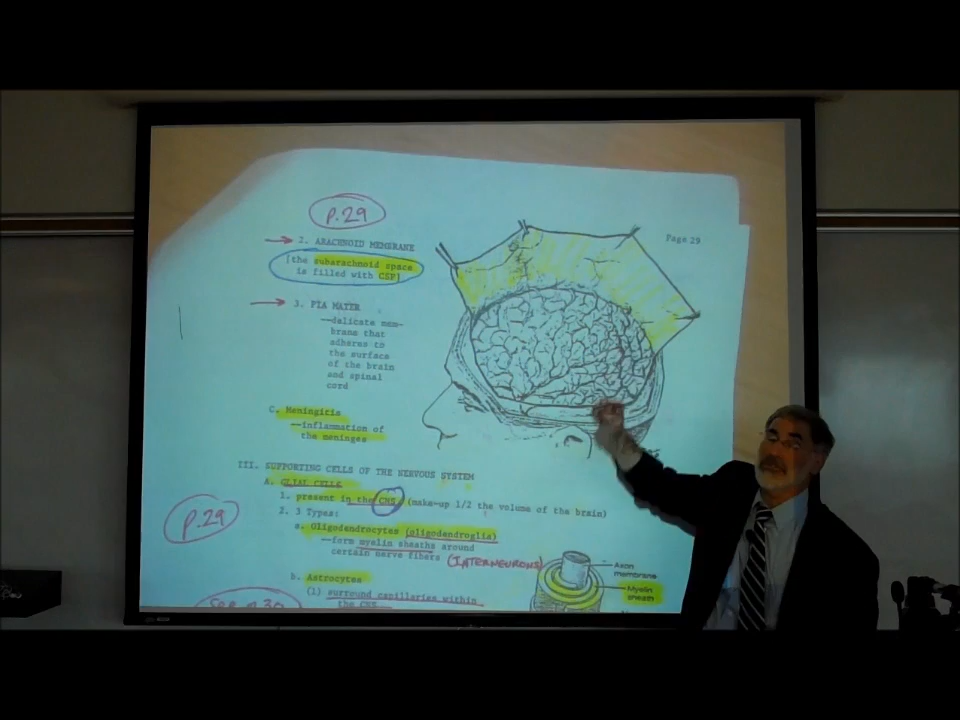 p.29
Page 29
2. ARACHNOID MEMBRANE
[the subarachnoid space
is filled with CSF]
3. PIA MATER
—delicate mem-
brane that
adheres to
the surface
of the brain
and spinal
cord
C. Meningitis
—inflammation of
the meninges
III. SUPPORTING CELLS OF THE NERVOUS SYSTEM
A. GLIAL CELLS
1. present in the CNS (make-up 1/2 the volume of the brain)
p.29
2. 3 Types:
a. Oligodendrocytes (oligodendroglia)
—form myelin sheaths around
certain nerve fibers (INTERNEURONS)
Axon
membrane
Myelin
sheath
b. Astrocytes
(1) surround capillaries within
the CNS
See p.30